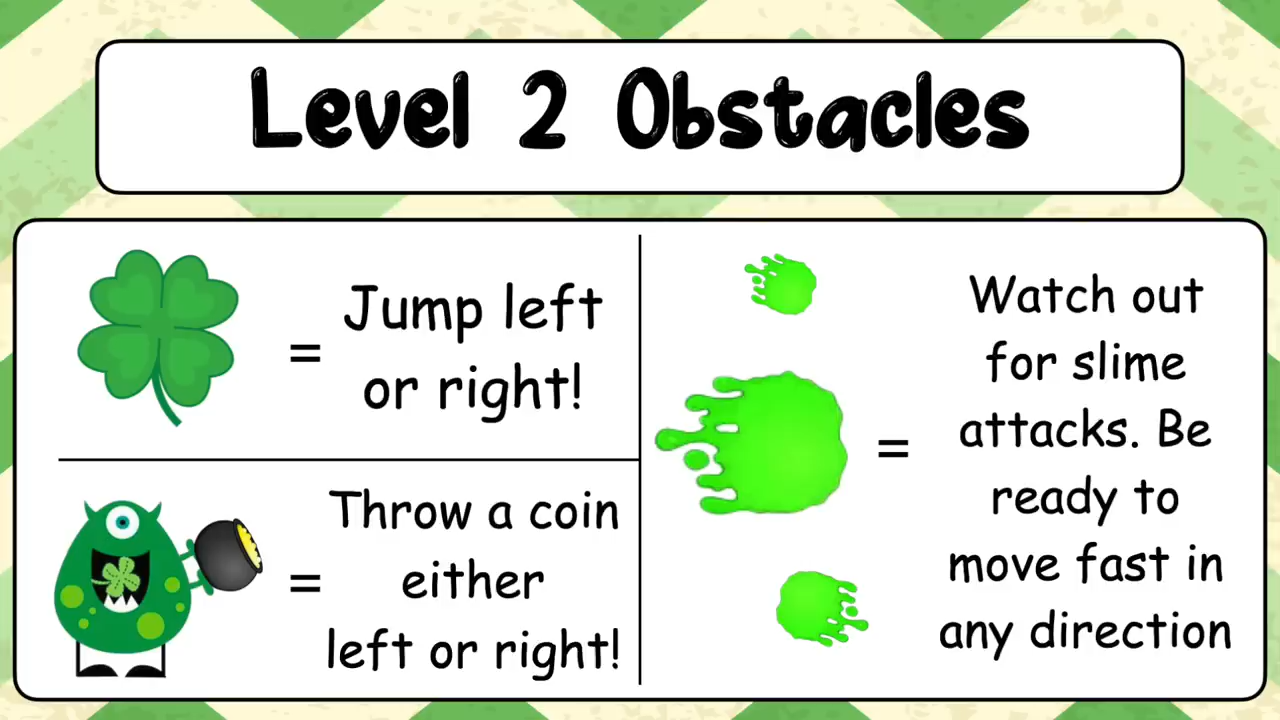 Level 2 Obstacles
= Jump left
or right!
= Throw a coin
either
left or right!
= Watch out
for slime
attacks. Be
ready to
move fast in
any direction